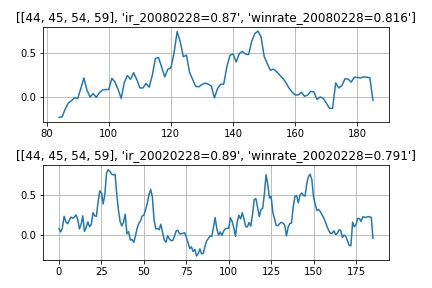 [[44, 45, 54, 59], 'ir_20080228=0.87', 'winrate_20080228=0.816']
0.5
0.0
80 100 120 140 160 180
[[44, 45, 54, 59], 'ir_20020228=0.89', 'winrate_20020228=0.791']
0.5
0.0
0 25 50 75 100 125 150 175